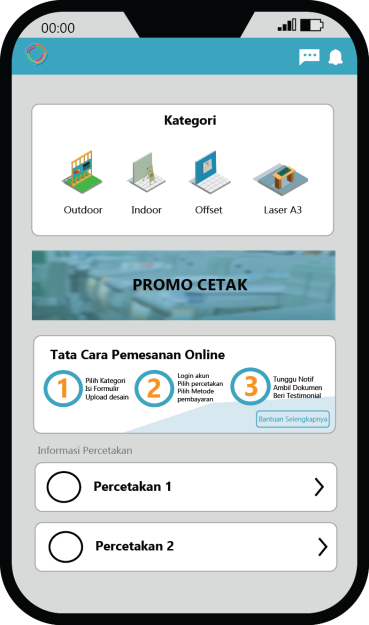 00:00
Kategori
Outdoor
Indoor
Offset
Laser A3
PROMO CETAK
Tata Cara Pemesanan Online
1
Pilih Kategori
Isi Formulir
Upload desain
2
Login akun
Pilih percetakan
Pilih Metode
pembayaran
3
Tunggu Notif
Ambil Dokumen
Beri Testimonial
Bantuan Selengkapnya
Informasi Percetakan
Percetakan 1
Percetakan 2